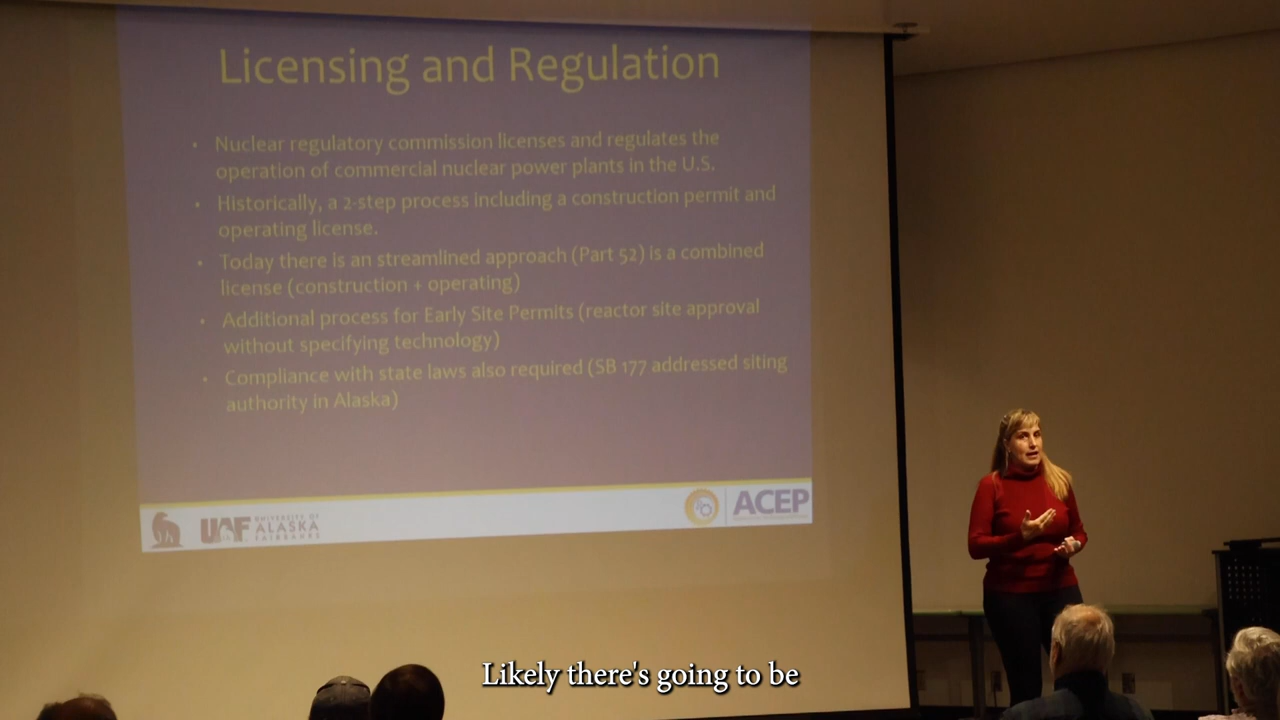 Licensing and Regulation
• Nuclear regulatory commission licenses and regulates the
operation of commercial nuclear power plants in the U.S.
• Historically, a 2-step process including a construction permit and
operating license.
• Today there is an streamlined approach (Part 52) is a combined
license (construction + operating)
• Additional process for Early Site Permits (reactor site approval
without specifying technology)
• Compliance with state laws also required (SB 177 addressed siting
authority in Alaska)
UAF
UNIVERSITY OF
ALASKA
FAIRBANKS
ACEP
Likely there's going to be